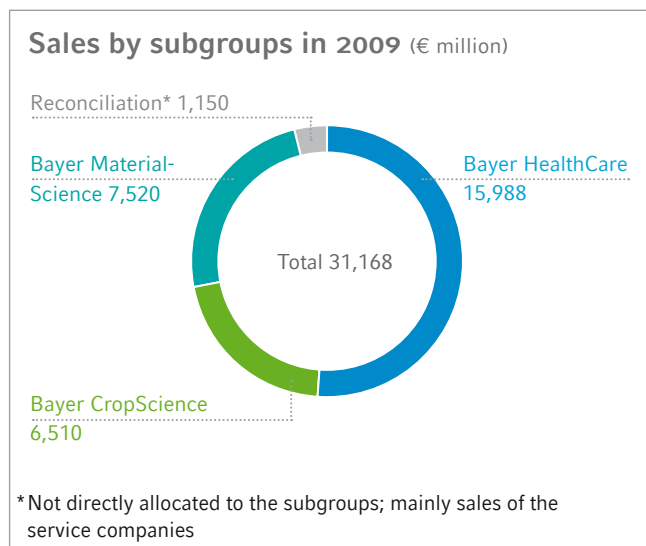 Sales by subgroups in 2009 (€ million)
Reconciliation* 1,150
Bayer Material-
Science 7,520
Bayer HealthCare
15,988
Total 31,168
Bayer CropScience
6,510
*Not directly allocated to the subgroups; mainly sales of the
service companies